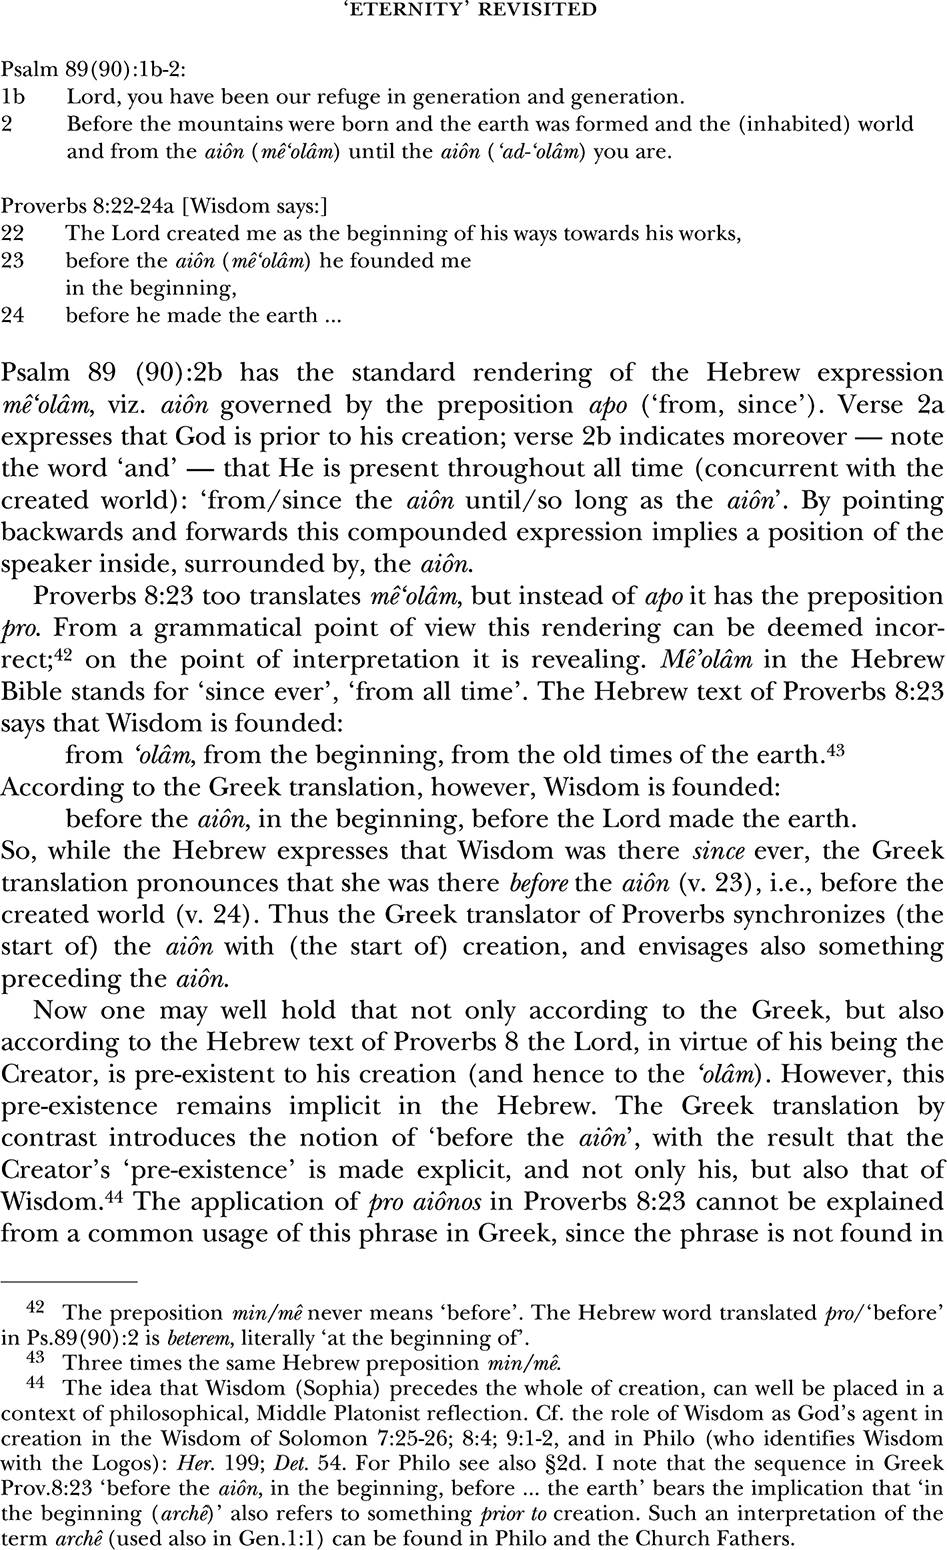 ‘ETERNITY’ REVISITED
Psalm 89(90):1b-2:
1b Lord, you have been our refuge in generation and generation.
2 Before the mountains were born and the earth was formed and the (inhabited) world
and from the aiôn (mê‘olâm) until the aiôn (‘ad-‘olâm) you are.
Proverbs 8:22-24a [Wisdom says:]
22 The Lord created me as the beginning of his ways towards his works,
23 before the aiôn (mê‘olâm) he founded me
in the beginning,
24 before he made the earth ...
Psalm 89 (90):2b has the standard rendering of the Hebrew expression
mê‘olâm, viz. aiôn governed by the preposition apo (‘from, since’). Verse 2a
expresses that God is prior to his creation; verse 2b indicates moreover — note
the word ‘and’ — that He is present throughout all time (concurrent with the
created world): ‘from/since the aiôn until/so long as the aiôn’. By pointing
backwards and forwards this compounded expression implies a position of the
speaker inside, surrounded by, the aiôn.
Proverbs 8:23 too translates mê‘olâm, but instead of apo it has the preposition
pro. From a grammatical point of view this rendering can be deemed incor-
rect;42 on the point of interpretation it is revealing. Mê’olâm in the Hebrew
Bible stands for ‘since ever’, ‘from all time’. The Hebrew text of Proverbs 8:23
says that Wisdom is founded:
from ‘olâm, from the beginning, from the old times of the earth.43
According to the Greek translation, however, Wisdom is founded:
before the aiôn, in the beginning, before the Lord made the earth.
So, while the Hebrew expresses that Wisdom was there since ever, the Greek
translation pronounces that she was there before the aiôn (v. 23), i.e., before the
created world (v. 24). Thus the Greek translator of Proverbs synchronizes (the
start of) the aiôn with (the start of) creation, and envisages also something
preceding the aiôn.
Now one may well hold that not only according to the Greek, but also
according to the Hebrew text of Proverbs 8 the Lord, in virtue of his being the
Creator, is pre-existent to his creation (and hence to the ‘olâm). However, this
pre-existence remains implicit in the Hebrew. The Greek translation by
contrast introduces the notion of ‘before the aiôn’, with the result that the
Creator’s ‘pre-existence’ is made explicit, and not only his, but also that of
Wisdom.44 The application of pro aiônos in Proverbs 8:23 cannot be explained
from a common usage of this phrase in Greek, since the phrase is not found in
42 The preposition min/mê never means ‘before’. The Hebrew word translated pro/‘before’
in Ps.89(90):2 is beterem, literally ‘at the beginning of’.
43 Three times the same Hebrew preposition min/mê.
44 The idea that Wisdom (Sophia) precedes the whole of creation, can well be placed in a
context of philosophical, Middle Platonist reflection. Cf. the role of Wisdom as God’s agent in
creation in the Wisdom of Solomon 7:25-26; 8:4; 9:1-2, and in Philo (who identifies Wisdom
with the Logos): Her. 199; Det. 54. For Philo see also §2d. I note that the sequence in Greek
Prov.8:23 ‘before the aiôn, in the beginning, before ... the earth’ bears the implication that ‘in
the beginning (archê)’ also refers to something prior to creation. Such an interpretation of the
term archê (used also in Gen.1:1) can be found in Philo and the Church Fathers.